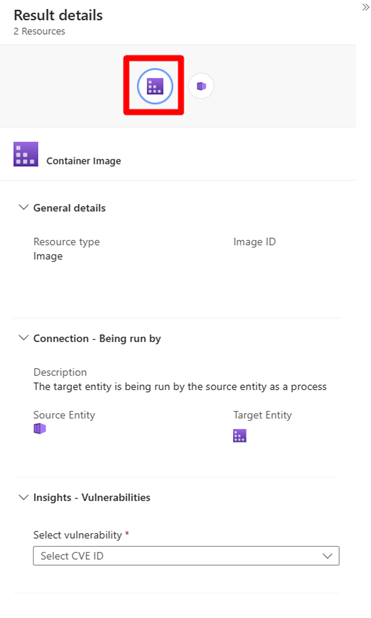 Result details
2 Resources
Container Image
General details
Resource type
Image ID
Image
Connection - Being run by
Description
The target entity is being run by the source entity as a process
Source Entity
Target Entity
Insights - Vulnerabilities
Select vulnerability *
Select CVE ID